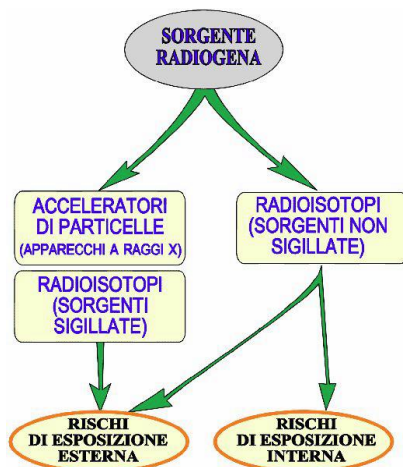 SORGENTE
RADIOGENA
ACCELERATORI
DI PARTICELLE
(APPARECCHI A RAGGI X)
RADIOISOTOPI
(SORGENTI
SIGILLATE)
RADIOISOTOPI
(SORGENTI NON
SIGILLATE)
RISCHI
DI ESPOSIZIONE
ESTERNA
RISCHI
DI ESPOSIZIONE
INTERNA